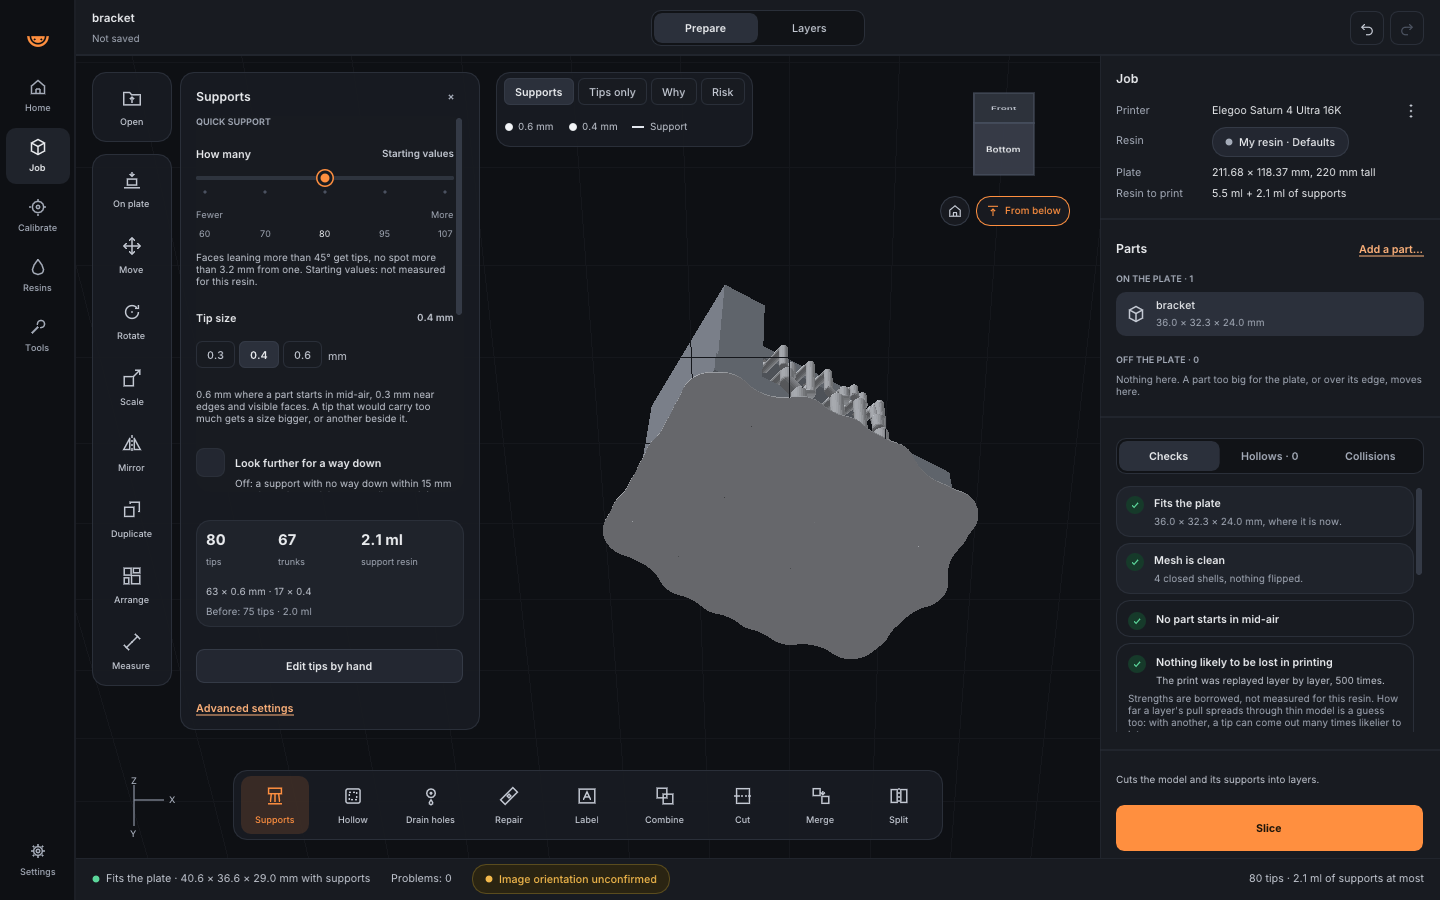 bracket
Not saved
Prepare
Layers
Home
Job
Calibrate
Resins
Tools
Settings
Open
On plate
Move
Rotate
Scale
Mirror
Duplicate
Arrange
Measure
Supports
×
QUICK SUPPORT
How many
Starting values
Fewer
More
60
70
80
95
107
Faces leaning more than 45° get tips, no spot more
than 3.2 mm from one. Starting values: not measured
for this resin.
Tip size
0.4 mm
0.3
0.4
0.6
mm
0.6 mm where a part starts in mid-air, 0.3 mm near
edges and visible faces. A tip that would carry too
much gets a size bigger, or another beside it.
Look further for a way down
Off: a support with no way down within 15 mm
80
67
2.1 ml
tips
trunks
support resin
63 × 0.6 mm · 17 × 0.4
Before: 75 tips · 2.0 ml
Edit tips by hand
Advanced settings
Supports
Tips only
Why
Risk
0.6 mm
0.4 mm
Support
Front
Bottom
From below
Z
X
Y
Supports
Hollow
Drain holes
Repair
Label
Combine
Cut
Merge
Split
Job
Printer
Elegoo Saturn 4 Ultra 16K
Resin
My resin · Defaults
Plate
211.68 × 118.37 mm, 220 mm tall
Resin to print
5.5 ml + 2.1 ml of supports
Parts
Add a part...
ON THE PLATE · 1
bracket
36.0 × 32.3 × 24.0 mm
OFF THE PLATE · 0
Nothing here. A part too big for the plate, or over its edge, moves
here.
Checks
Hollows · 0
Collisions
Fits the plate
36.0 × 32.3 × 24.0 mm, where it is now.
Mesh is clean
4 closed shells, nothing flipped.
No part starts in mid-air
Nothing likely to be lost in printing
The print was replayed layer by layer, 500 times.
Strengths are borrowed, not measured for this resin. How
far a layer's pull spreads through thin model is a guess
too: with another, a tip can come out many times likelier to
Cuts the model and its supports into layers.
Slice
Fits the plate · 40.6 × 36.6 × 29.0 mm with supports
Problems: 0
Image orientation unconfirmed
80 tips · 2.1 ml of supports at most